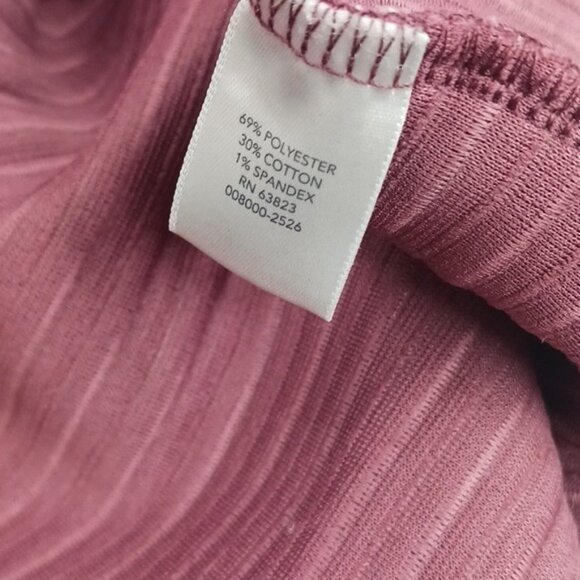 69% POLYESTER
30% COTTON
1% SPANDEX
RN 63823
008000-2526